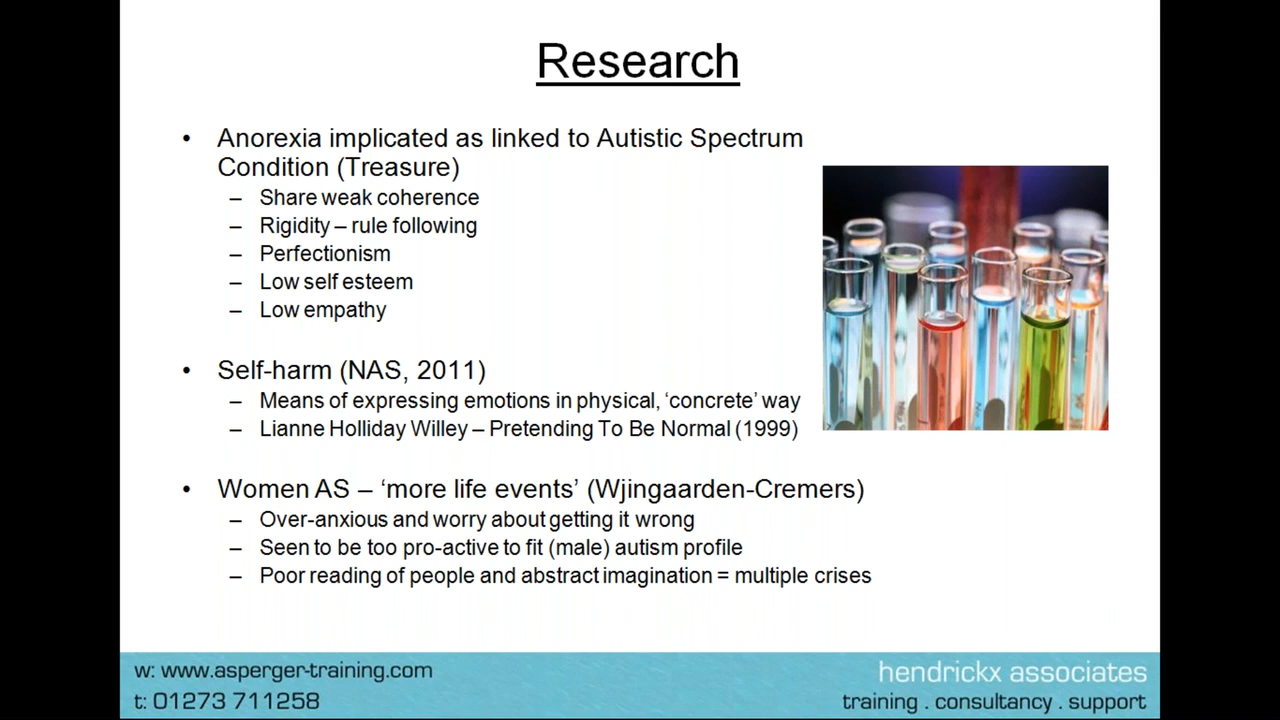 Research
• Anorexia implicated as linked to Autistic Spectrum
Condition (Treasure)
– Share weak coherence
– Rigidity – rule following
– Perfectionism
– Low self esteem
– Low empathy
• Self-harm (NAS, 2011)
– Means of expressing emotions in physical, ‘concrete’ way
– Lianne Holliday Willey – Pretending To Be Normal (1999)
• Women AS – ‘more life events’ (Wjingaarden-Cremers)
– Over-anxious and worry about getting it wrong
– Seen to be too pro-active to fit (male) autism profile
– Poor reading of people and abstract imagination = multiple crises
w: www.asperger-training.com
t: 01273 711258
hendrickx associates
training . consultancy . support